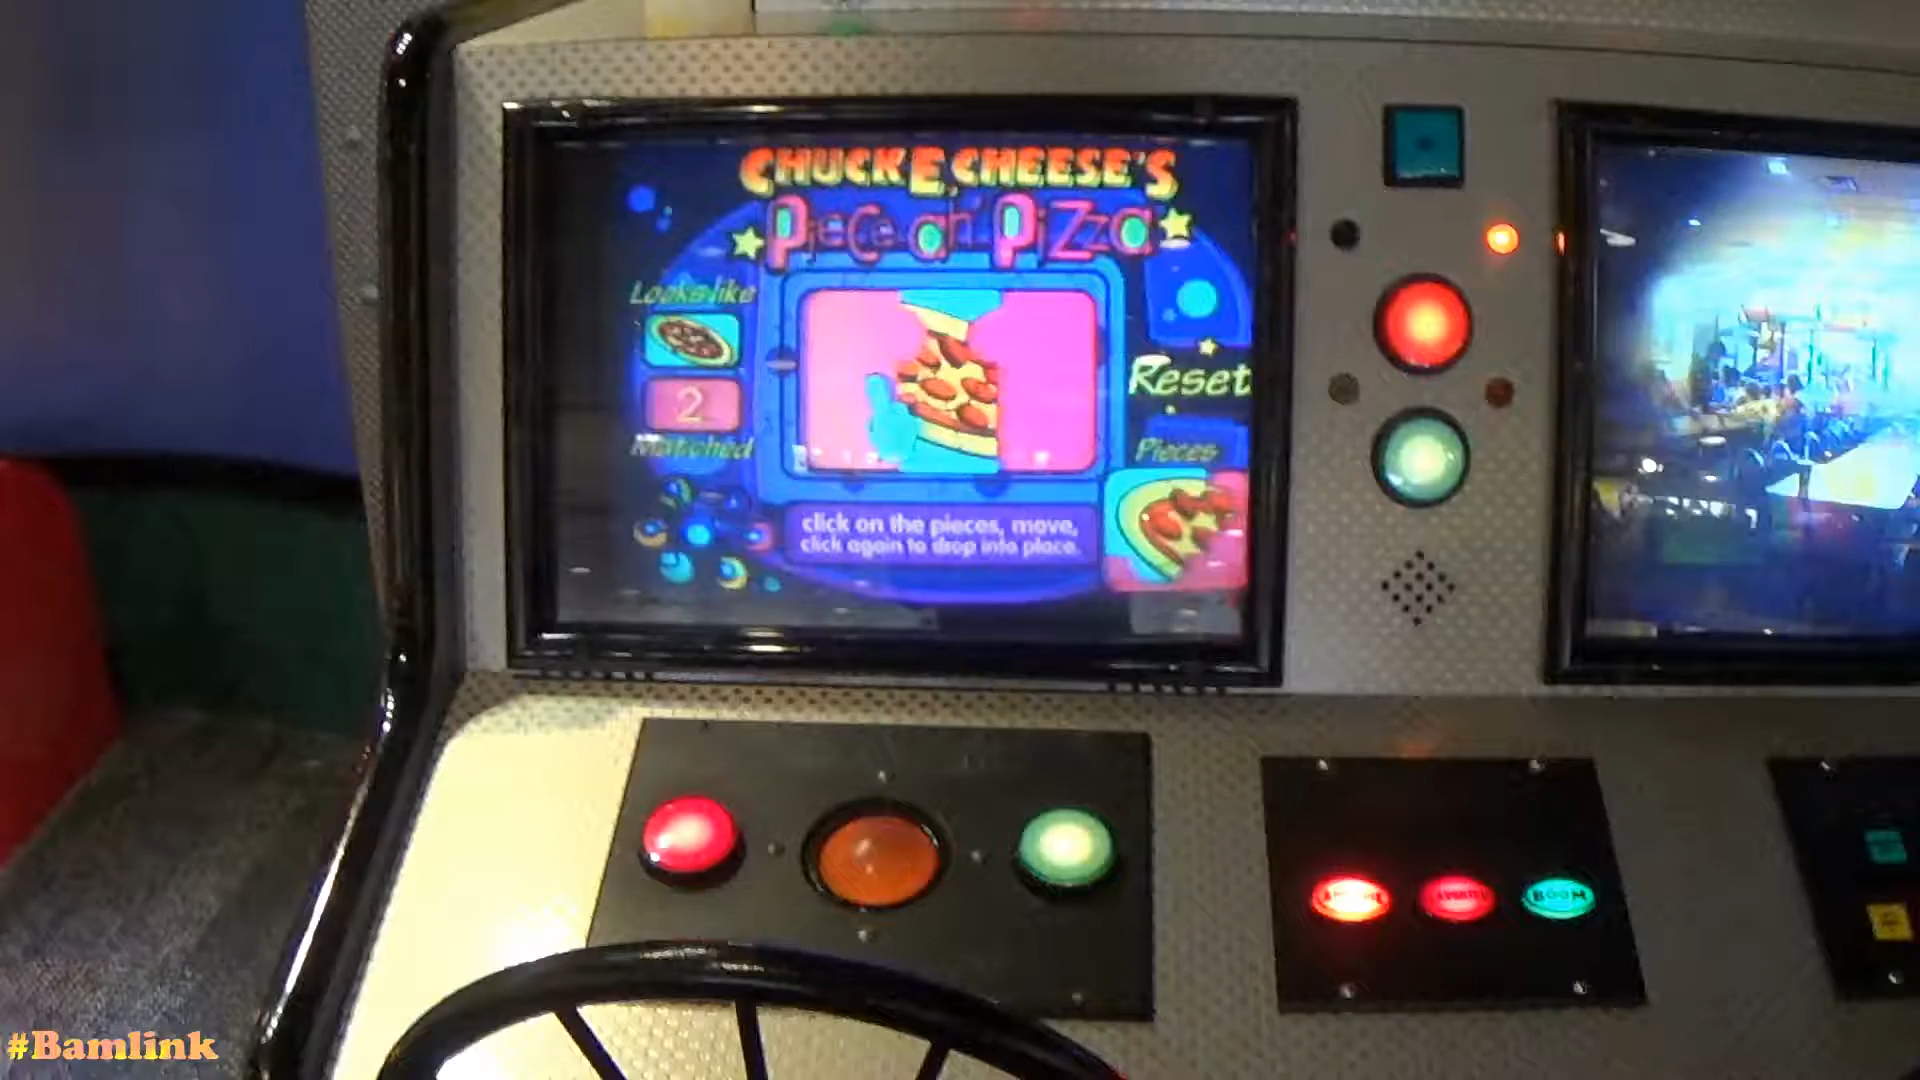 CHUCK E. CHEESE'S
Piece an' Pizza
Looks like
2
Matched
Reset
Pieces
click on the pieces, move,
click again to drop into place.
BOOM
#Bamlink